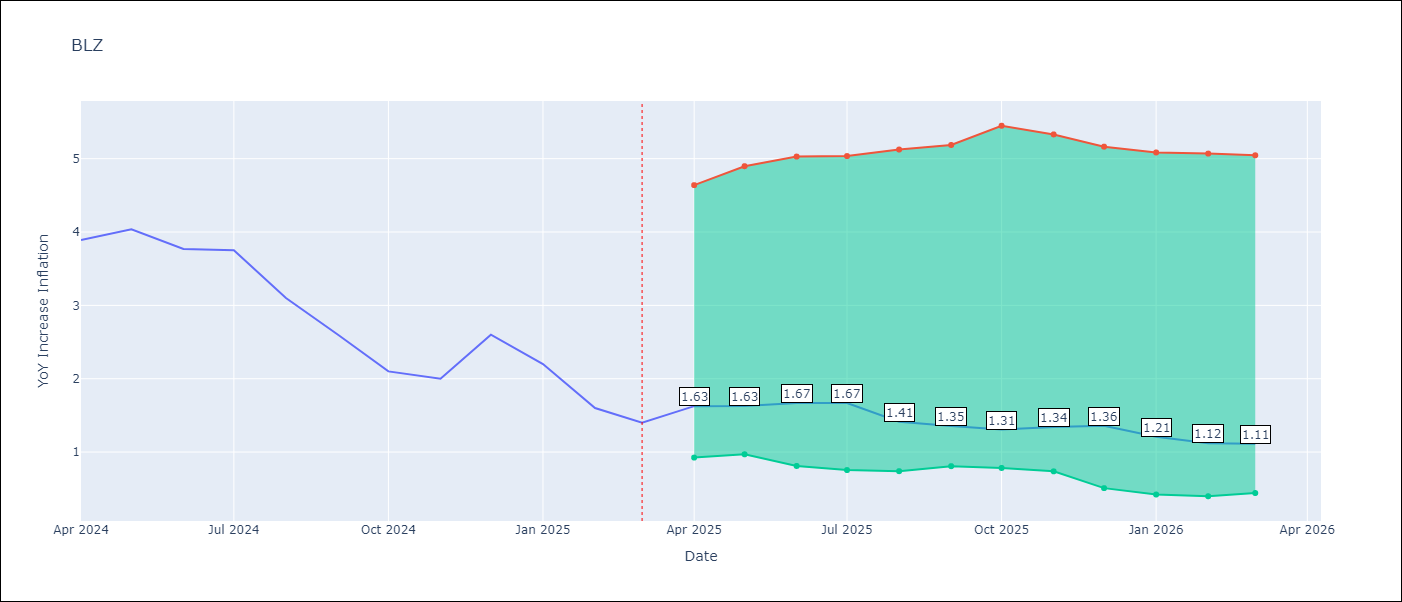 BLZ
YoY Increase Inflation
5
4
3
2
1
1.63
1.63
1.67
1.67
1.41
1.35
1.31
1.34
1.36
1.21
1.12
1.11
Apr 2024
Jul 2024
Oct 2024
Jan 2025
Apr 2025
Jul 2025
Oct 2025
Jan 2026
Apr 2026
Date